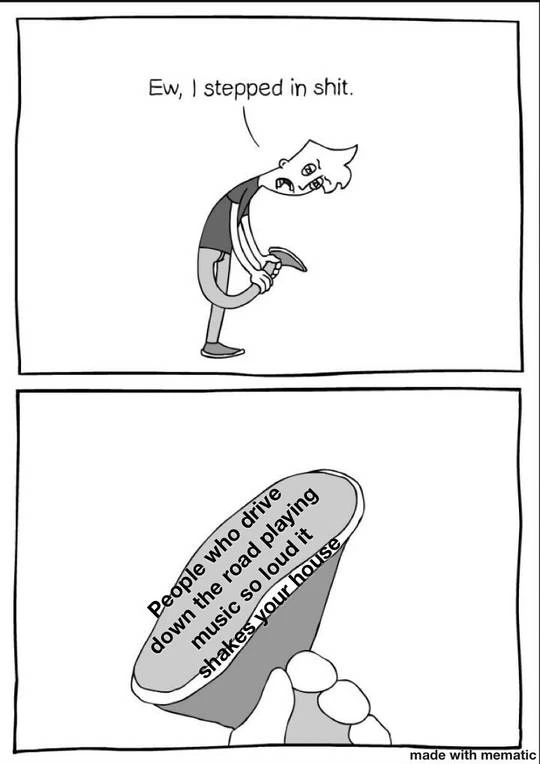 Ew, I stepped in shit.
People who drive
down the road playing
music so loud it
shakes your house
made with mematic